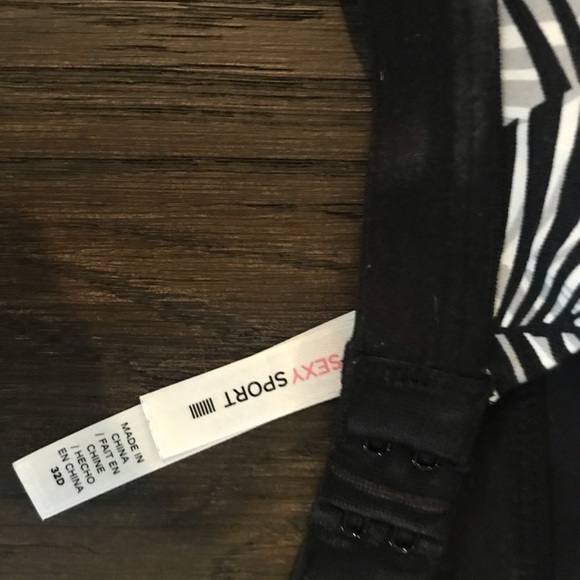 SEXY SPORT
MADE IN
CHINA
/ FAIT EN
CHINE
/ HECHO
EN CHINA
32D